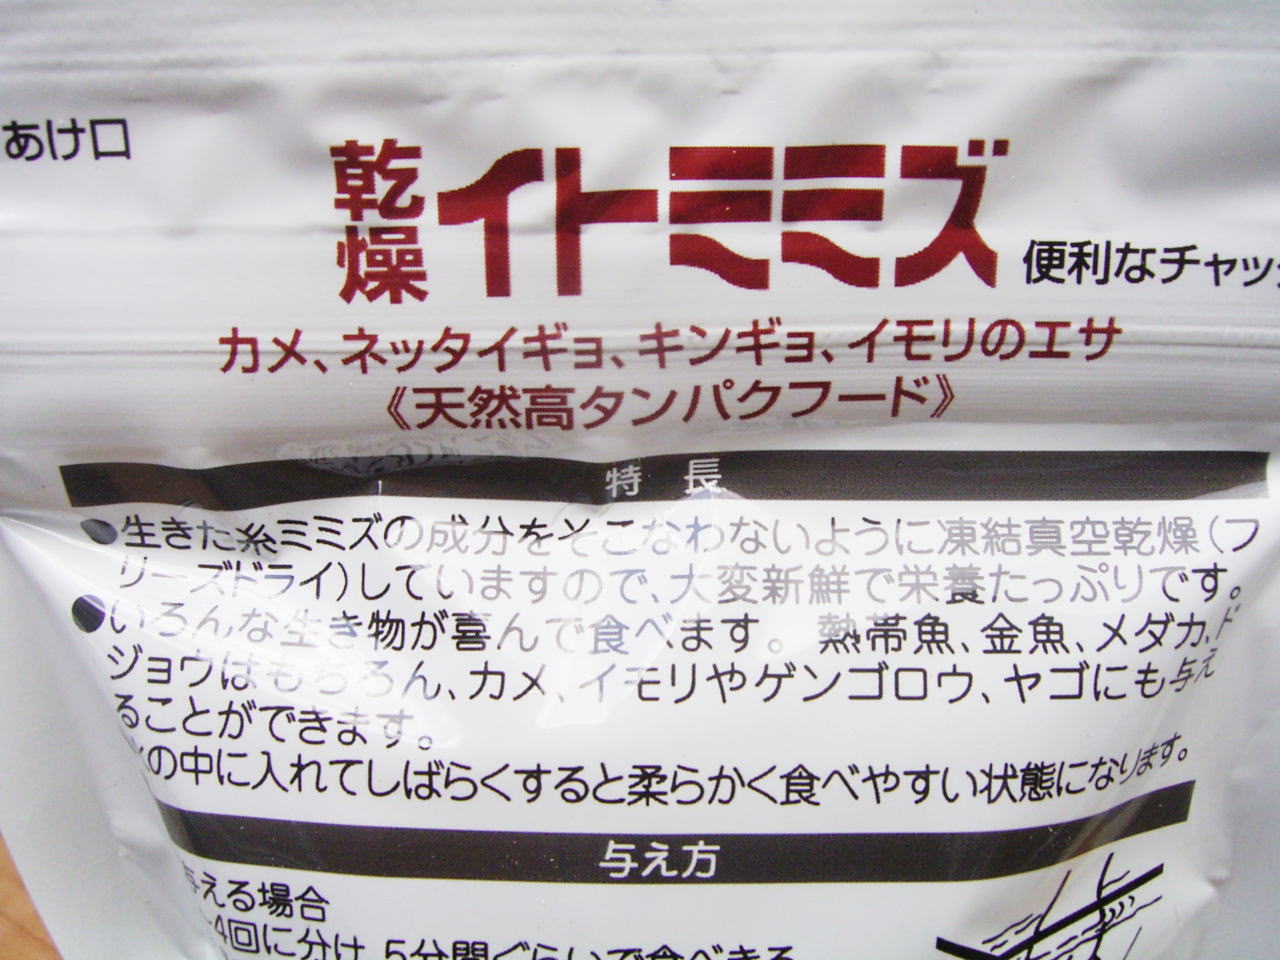 あけ口
乾燥イトミミズ
便利なチャッ
カメ、ネッタイギョ、キンギョ、イモリのエサ
《天然高タンパクフード》
特長
●生きた糸ミミズの成分をそこなわないように凍結真空乾燥(フ
リーズドライ)していますので、大変新鮮で栄養たっぷりです。
●いろんな生き物が喜んで食べます。熱帯魚、金魚、メダカ、ド
ジョウはもちろん、カメ、イモリやゲンゴロウ、ヤゴにも与え
ることができます。
の中に入れてしばらくすると柔らかく食べやすい状態になります。
与え方
与える場合
4回に分け、5分間ぐらいで食べきる